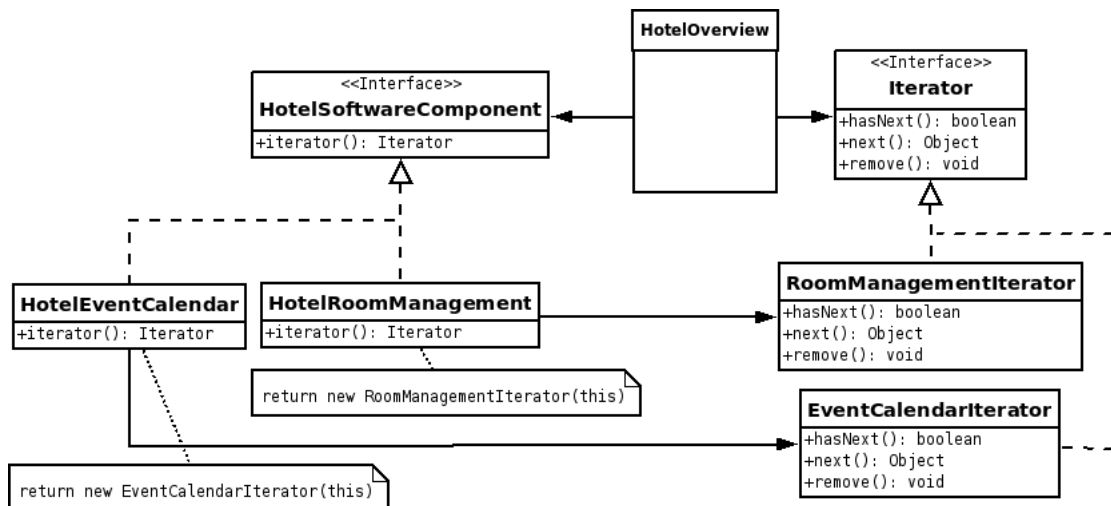 HotelOverview
<<Interface>>
HotelSoftwareComponent
+iterator(): Iterator
<<Interface>>
Iterator
+hasNext(): boolean
+next(): Object
+remove(): void
HotelEventCalendar
+iterator(): Iterator
HotelRoomManagement
+iterator(): Iterator
RoomManagementIterator
+hasNext(): boolean
+next(): Object
+remove(): void
return new RoomManagementIterator(this)
EventCalendarIterator
+hasNext(): boolean
+next(): Object
+remove(): void
return new EventCalendarIterator(this)